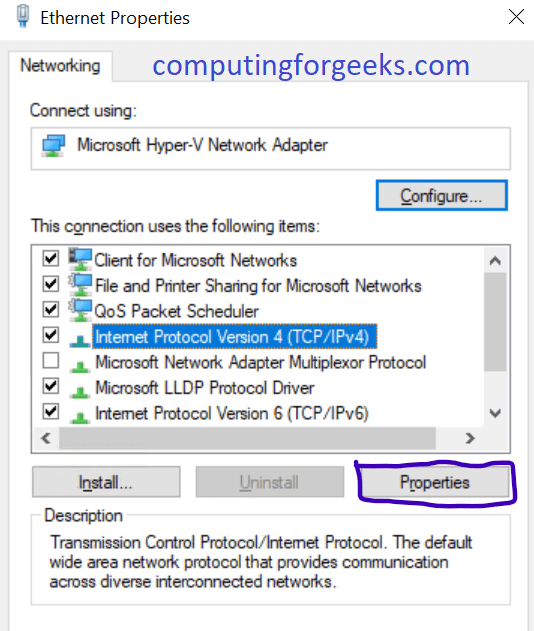 Ethernet Properties
Networking
computingforgeeks.com
Connect using:
Microsoft Hyper-V Network Adapter
Configure...
This connection uses the following items:
Client for Microsoft Networks
File and Printer Sharing for Microsoft Networks
QoS Packet Scheduler
Internet Protocol Version 4 (TCP/IPv4)
Microsoft Network Adapter Multiplexor Protocol
Microsoft LLDP Protocol Driver
Internet Protocol Version 6 (TCP/IPv6)
Install...
Uninstall
Properties
Description
Transmission Control Protocol/Internet Protocol. The default
wide area network protocol that provides communication
across diverse interconnected networks.